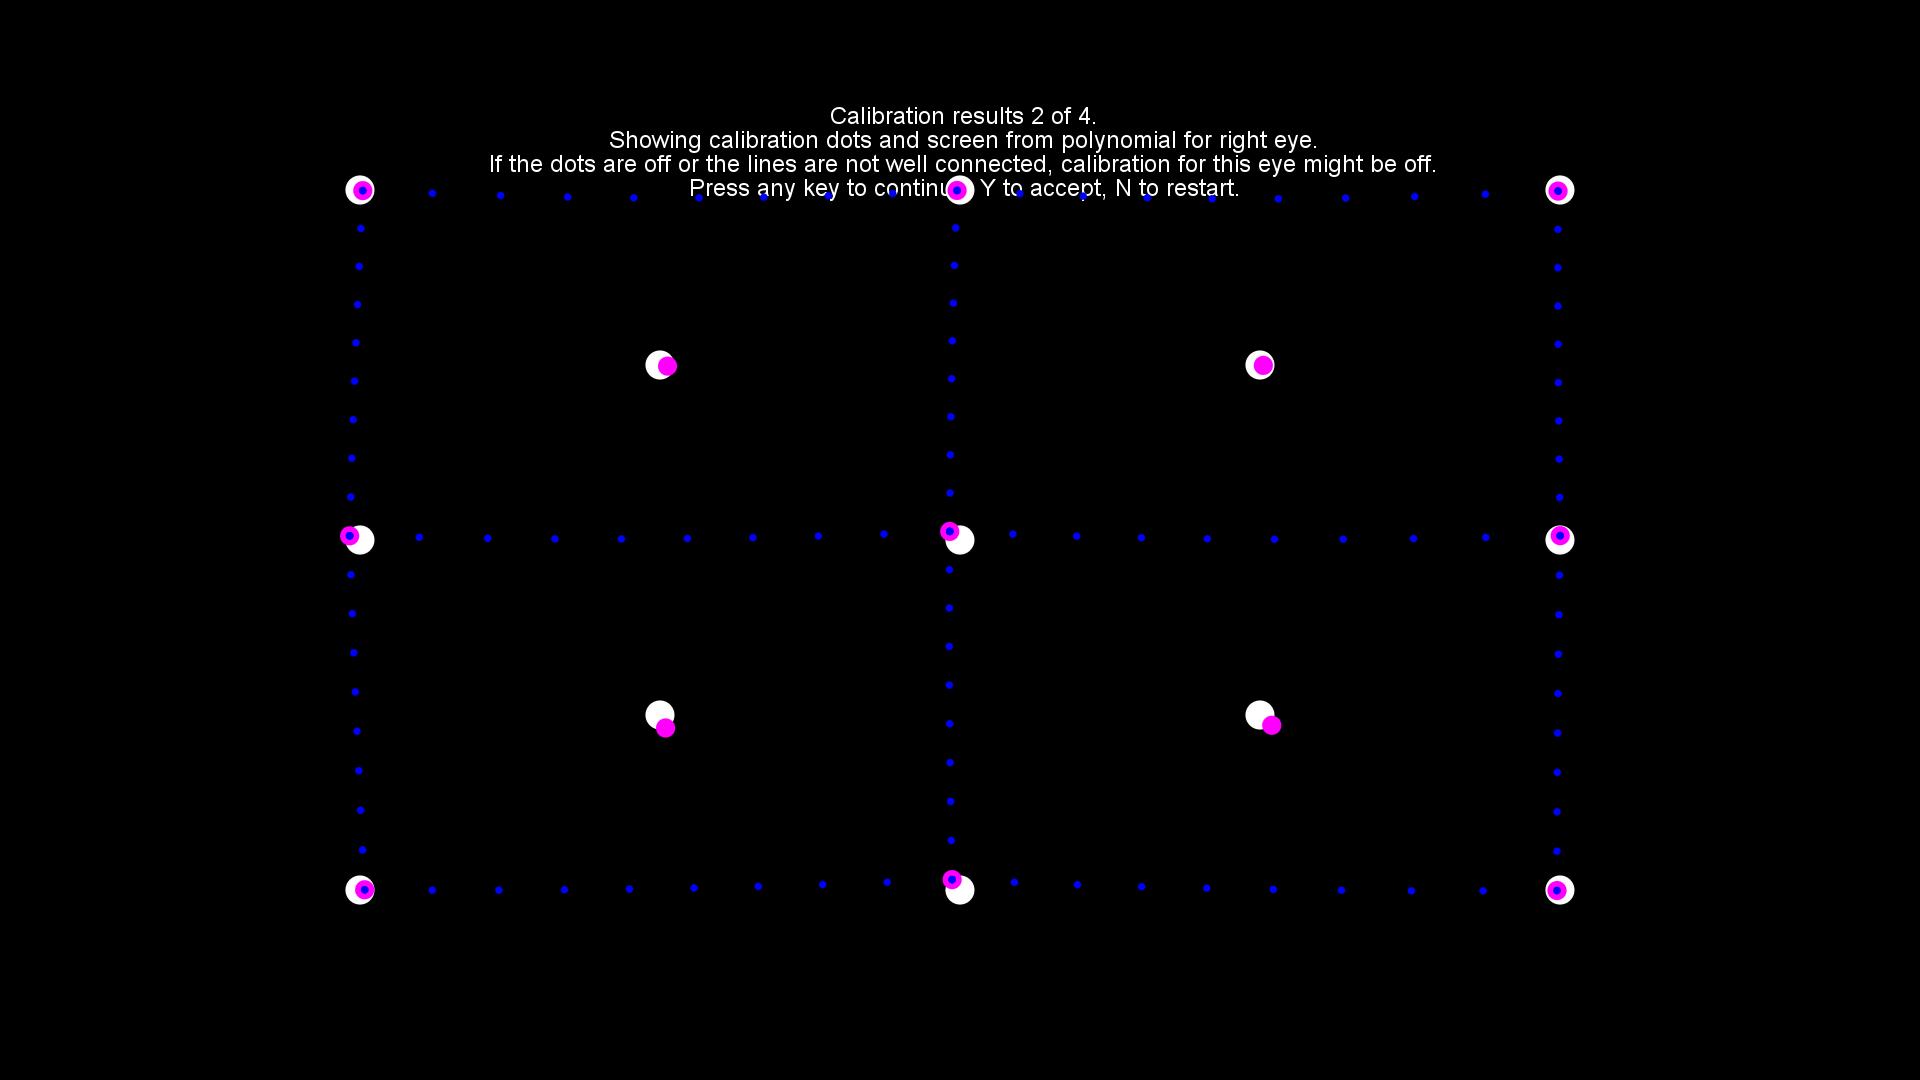 Calibration results 2 of 4.
Showing calibration dots and screen from polynomial for right eye.
If the dots are off or the lines are not well connected, calibration for this eye might be off.
Press any key to continue, Y to accept, N to restart.